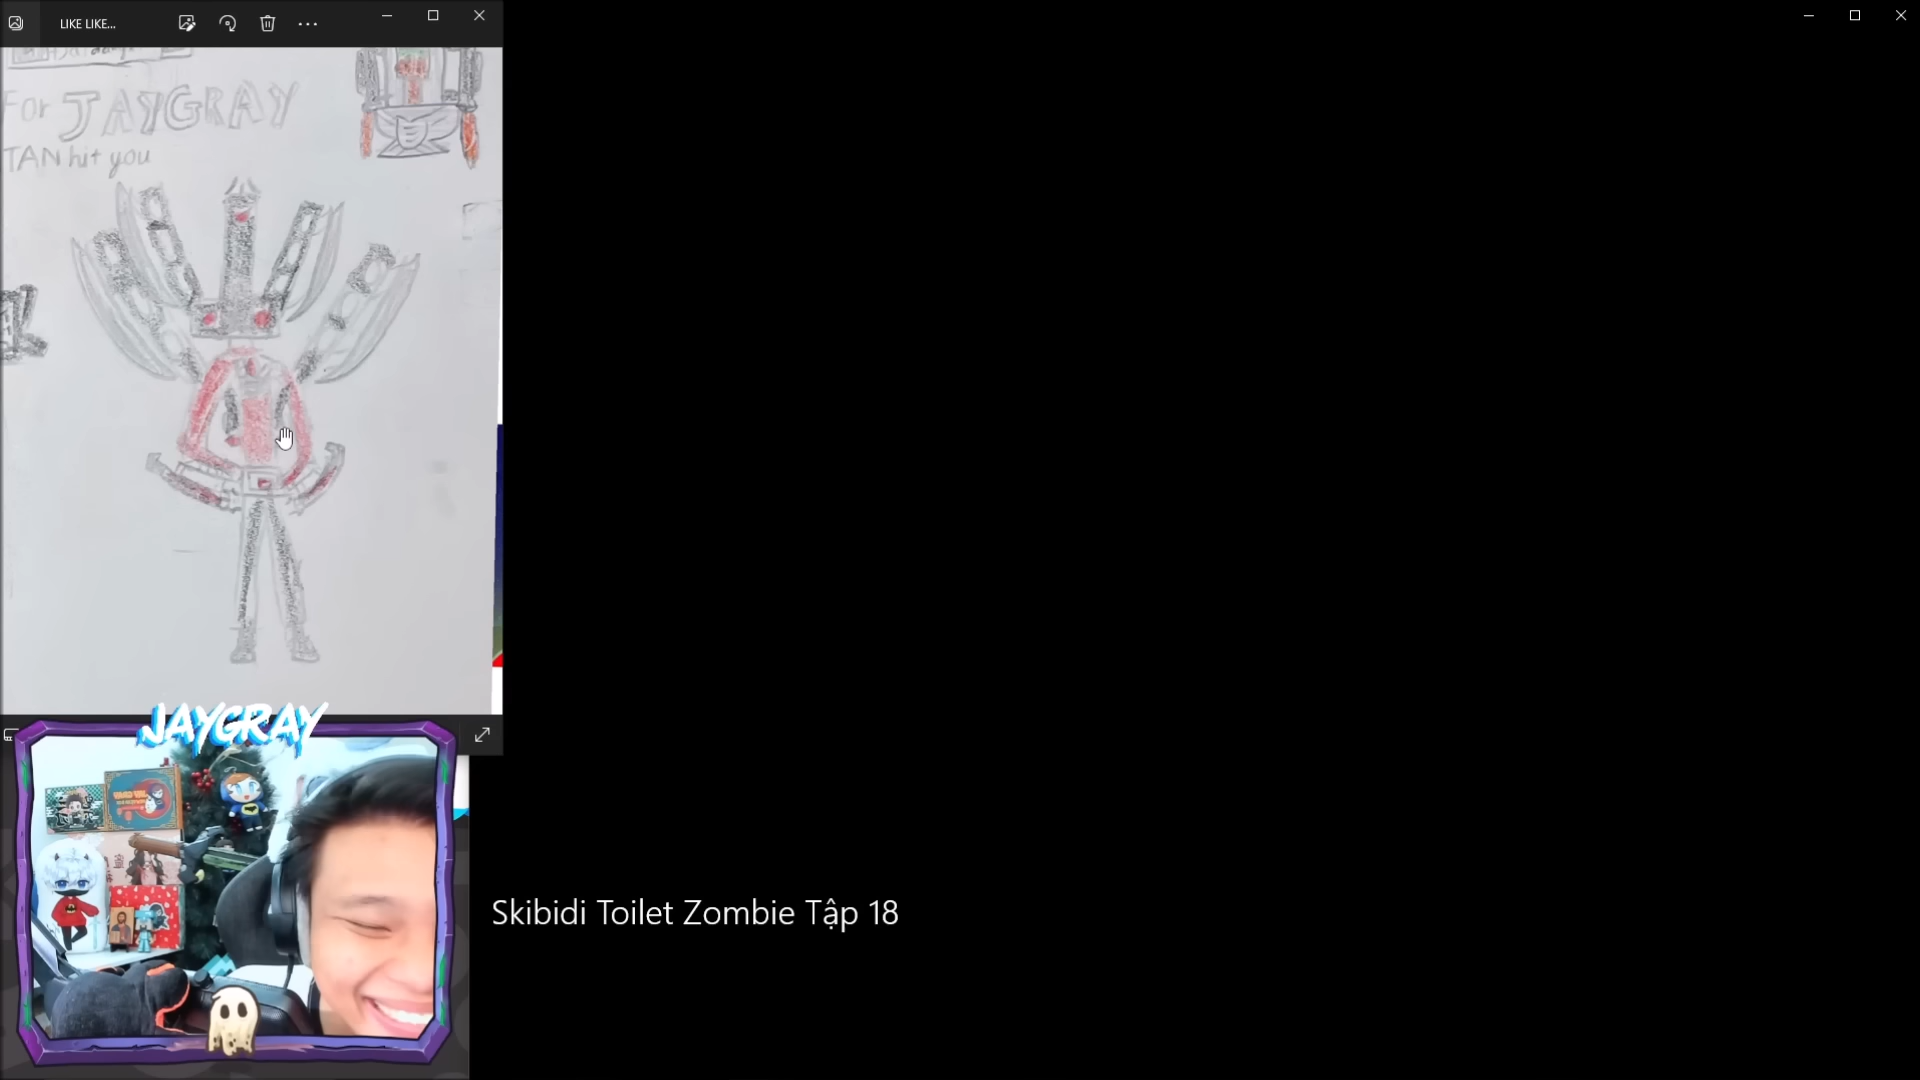 LIKE LIKE...
For JAYGRAY
TAN hit you
JAYGRAY
Skibidi Toilet Zombie Tập 18